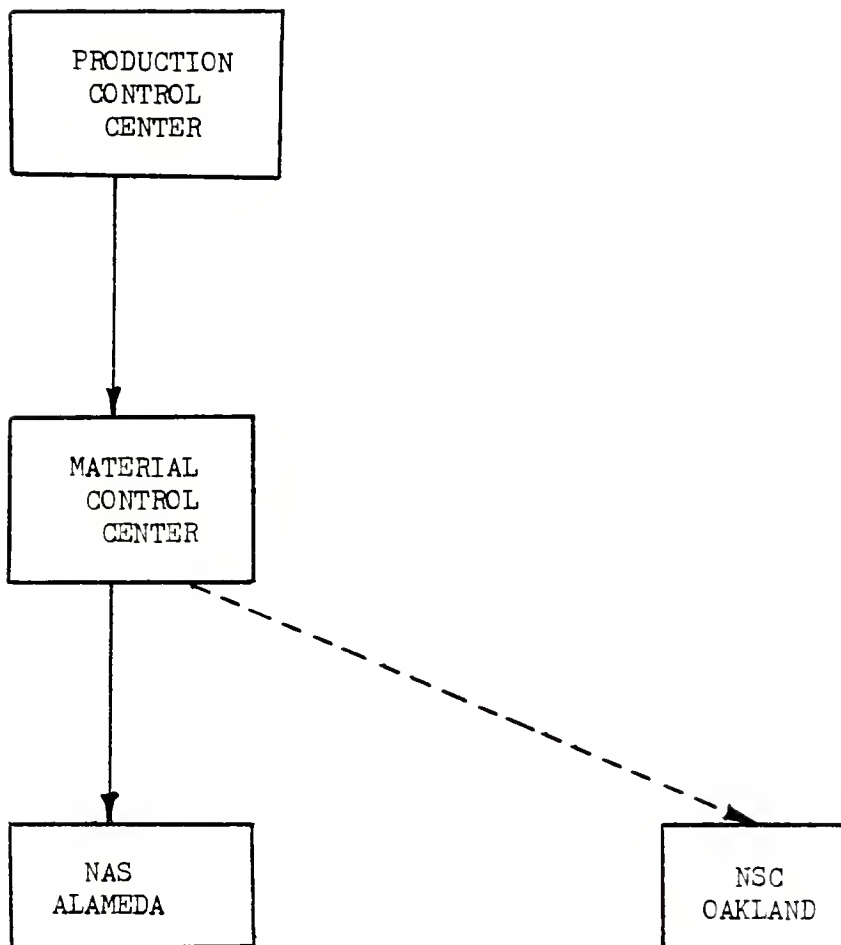 PRODUCTION
CONTROL
CENTER
MATERIAL
CONTROL
CENTER
NAS
ALAMEDA
NSC
OAKLAND